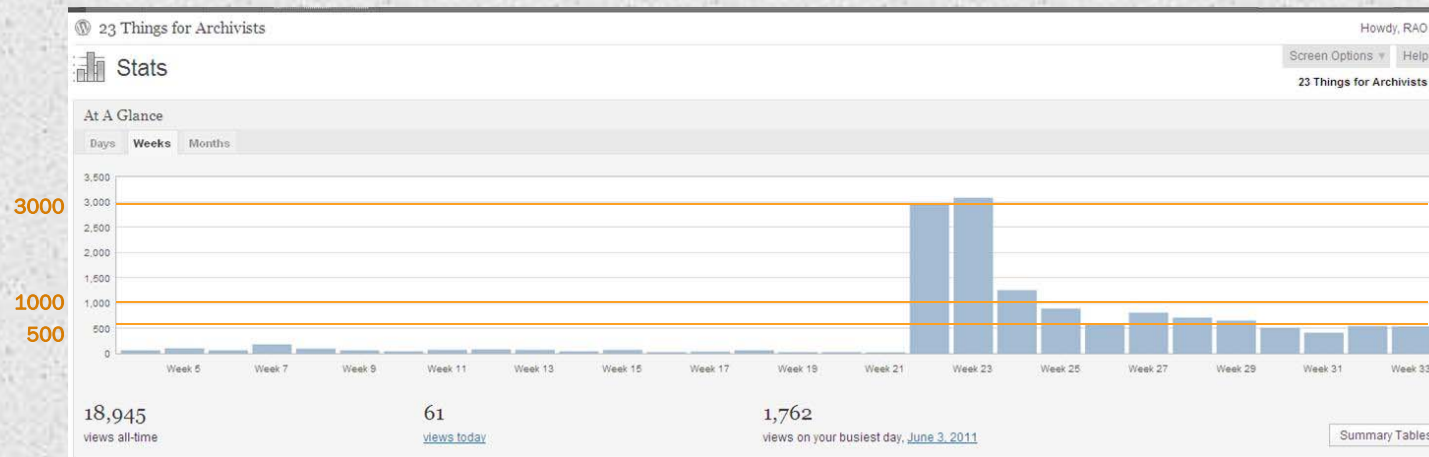 23 Things for Archivists
Howdy, RAO
Stats
Screen Options Help
23 Things for Archivists
At A Glance
Days Weeks Months
3,500
3000 3,000
2,500
2,000
1,500
1000 1,000
500 500
0
Week 5 Week 7 Week 9 Week 11 Week 13 Week 15 Week 17 Week 19 Week 21 Week 23 Week 25 Week 27 Week 29 Week 31 Week 33
18,945 61 1,762
views all-time views today views on your busiest day, June 3, 2011
Summary Tables